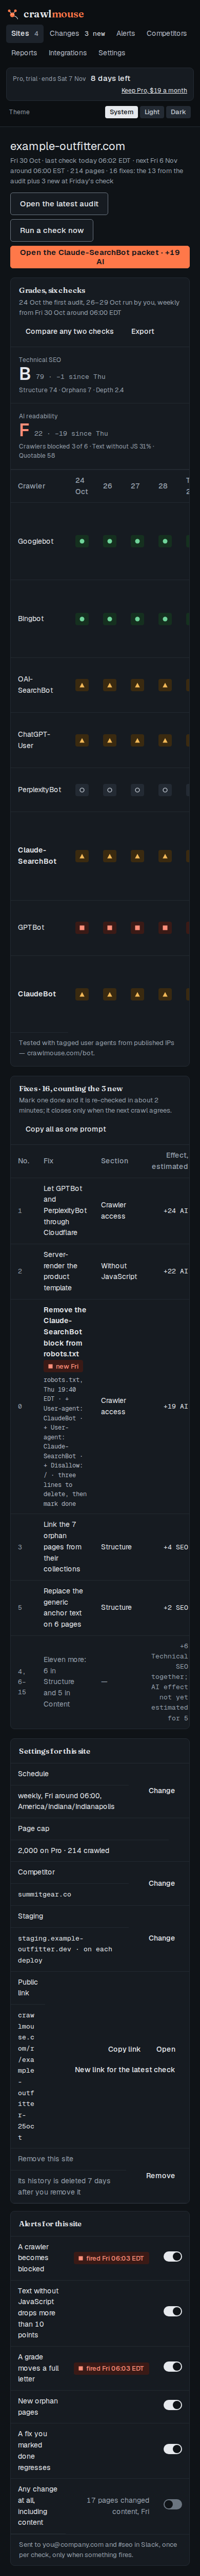 crawlmouse
Sites 4 Changes 3 new Alerts Competitors
Reports Integrations Settings
Pro, trial · ends Sat 7 Nov 8 days left
Keep Pro, $19 a month
Theme System Light Dark
example-outfitter.com
Fri 30 Oct · last check today 06:02 EDT · next Fri 6 Nov
around 06:00 EST · 214 pages · 16 fixes: the 13 from the
audit plus 3 new at Friday's check
Open the latest audit
Run a check now
Open the Claude-SearchBot packet · +19
AI
Grades, six checks
24 Oct the first audit, 26–29 Oct run by you, weekly
from Fri 30 Oct around 06:00 EDT
Compare any two checks Export
Technical SEO
B 79 · −1 since Thu
Structure 74 · Orphans 7 · Depth 2.4
AI readability
F 22 · −19 since Thu
Crawlers blocked 3 of 6 · Text without JS 31% ·
Quotable 58
Crawler 24 Oct 26 27 28
Googlebot
Bingbot
OAI-
SearchBot
ChatGPT-
User
PerplexityBot
Claude-
SearchBot
GPTBot
ClaudeBot
Tested with tagged user agents from published IPs
— crawlmouse.com/bot.
Fixes · 16, counting the 3 new
Mark one done and it is re-checked in about 2
minutes; it closes only when the next crawl agrees.
Copy all as one prompt
No. Fix Section Effect,
estimated
1 Let GPTBot
and
PerplexityBot
through
Cloudflare
Crawler
access
+24 AI
2 Server-
render the
product
template
Without
JavaScript
+22 AI
Remove the
Claude-
SearchBot
block from
robots.txt
new Fri
0 robots.txt,
Thu 19:40
EDT · +
User-agent:
ClaudeBot ·
+ User-
agent:
Claude-
SearchBot ·
+ Disallow:
/ · three
lines to
delete, then
mark done
Crawler
access
+19 AI
3 Link the 7
orphan
pages from
their
collections
Structure
+4 SEO
5 Replace the
generic
anchor text
on 6 pages
Structure
+2 SEO
4,
6–
15
Eleven more:
6 in
Structure
and 5 in
Content
—
+6
Technical
SEO
together;
AI effect
not yet
estimated
for 5
Settings for this site
Schedule
weekly, Fri around 06:00,
America/Indiana/Indianapolis
Change
Page cap
2,000 on Pro · 214 crawled
Competitor
summitgear.co
Change
Staging
staging.example-
outfitter.dev · on each
deploy
Change
Public
link
craw
lmou
se.c
om/r
/exa
mple
-
outf
itte
r-
25oc
t
Copy link Open
New link for the latest check
Remove this site
Its history is deleted 7 days
after you remove it
Remove
Alerts for this site
A crawler
becomes
blocked
fired Fri 06:03 EDT
Text without
JavaScript
drops more
than 10
points
A grade
moves a full
letter
fired Fri 06:03 EDT
New orphan
pages
A fix you
marked
done
regresses
Any change
at all,
including
content
17 pages changed
content, Fri
Sent to you@company.com and #seo in Slack, once
per check, only when something fires.